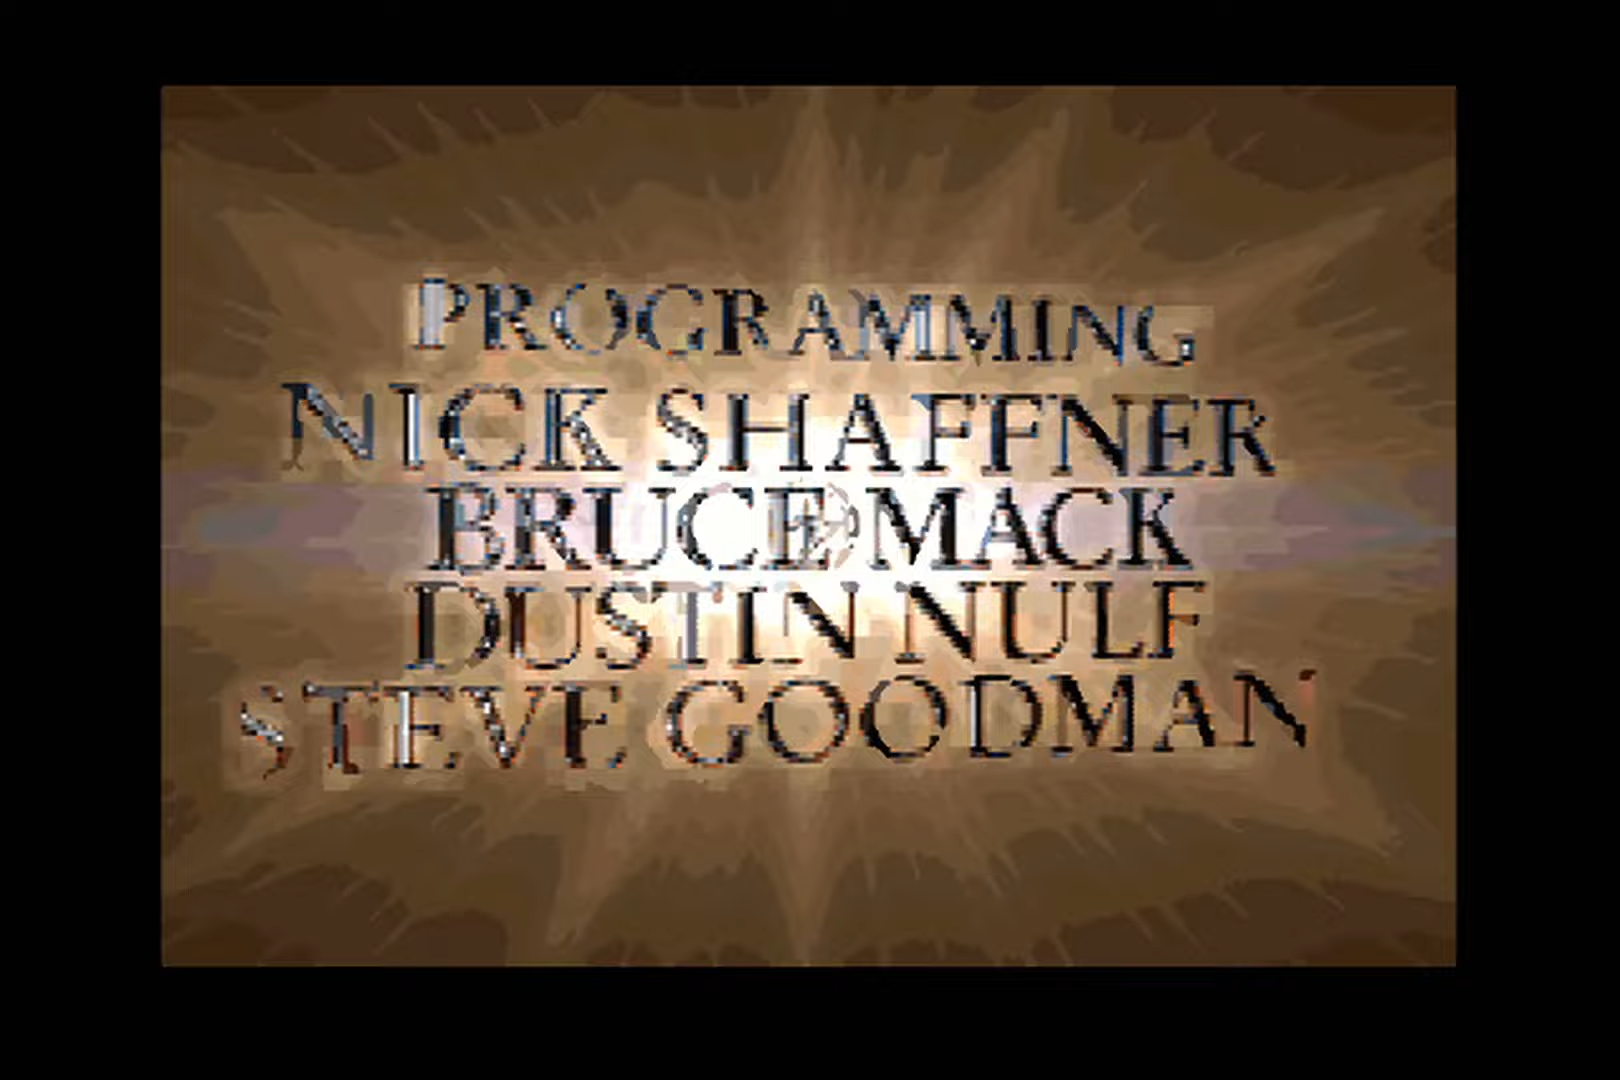 PROGRAMMING
NICK SHAFFNER
BRUCE MACK
DUSTIN NULF
STEVE GOODMAN